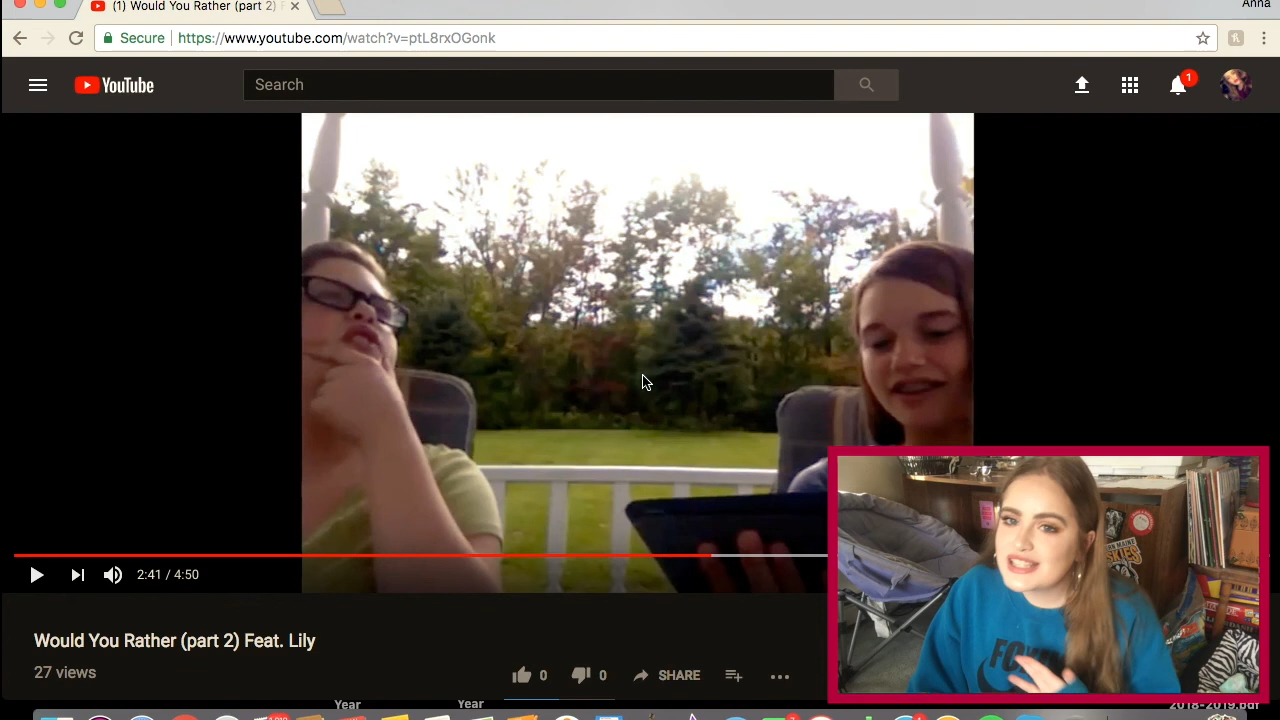 Anna
(1) Would You Rather (part 2) F
Secure
https://www.youtube.com/watch?v=ptL8rxOGonk
YouTube
Search
1
2:41 / 4:50
Would You Rather (part 2) Feat. Lily
27 views
0
0
SHARE
Year
Year
2018-2019.pdf